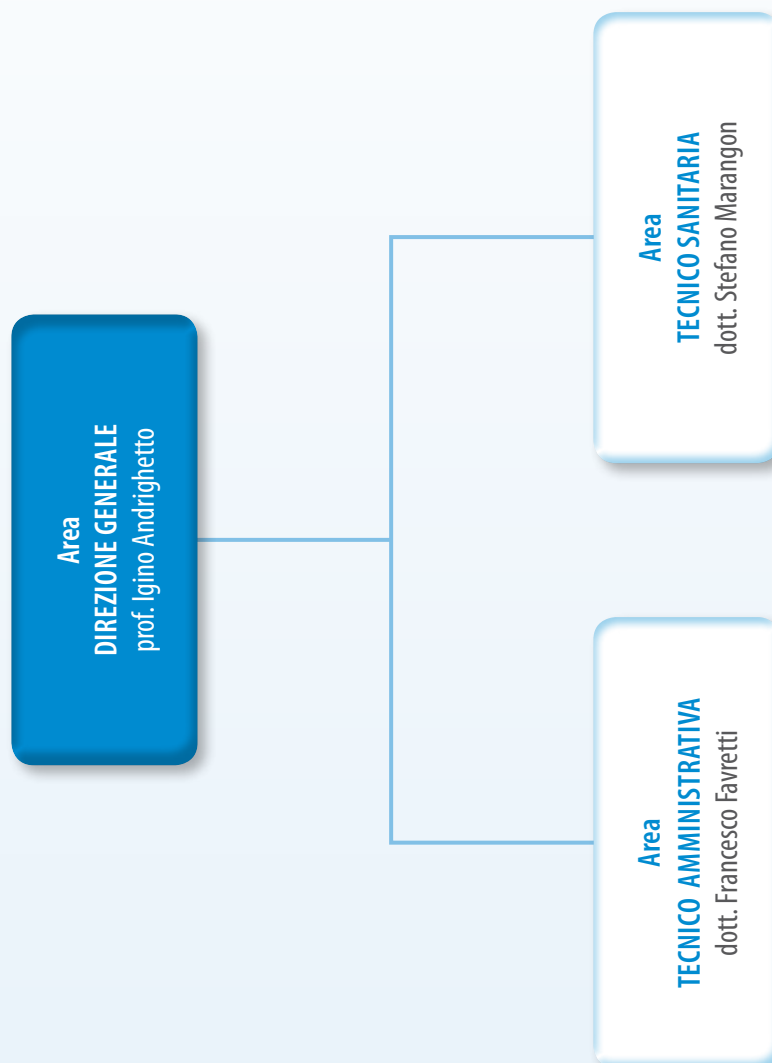 Area
DIREZIONE GENERALE
prof. Igino Andrighetto
Area
TECNICO AMMINISTRATIVA
dott. Francesco Favretti
Area
TECNICO SANITARIA
dott. Stefano Marangon